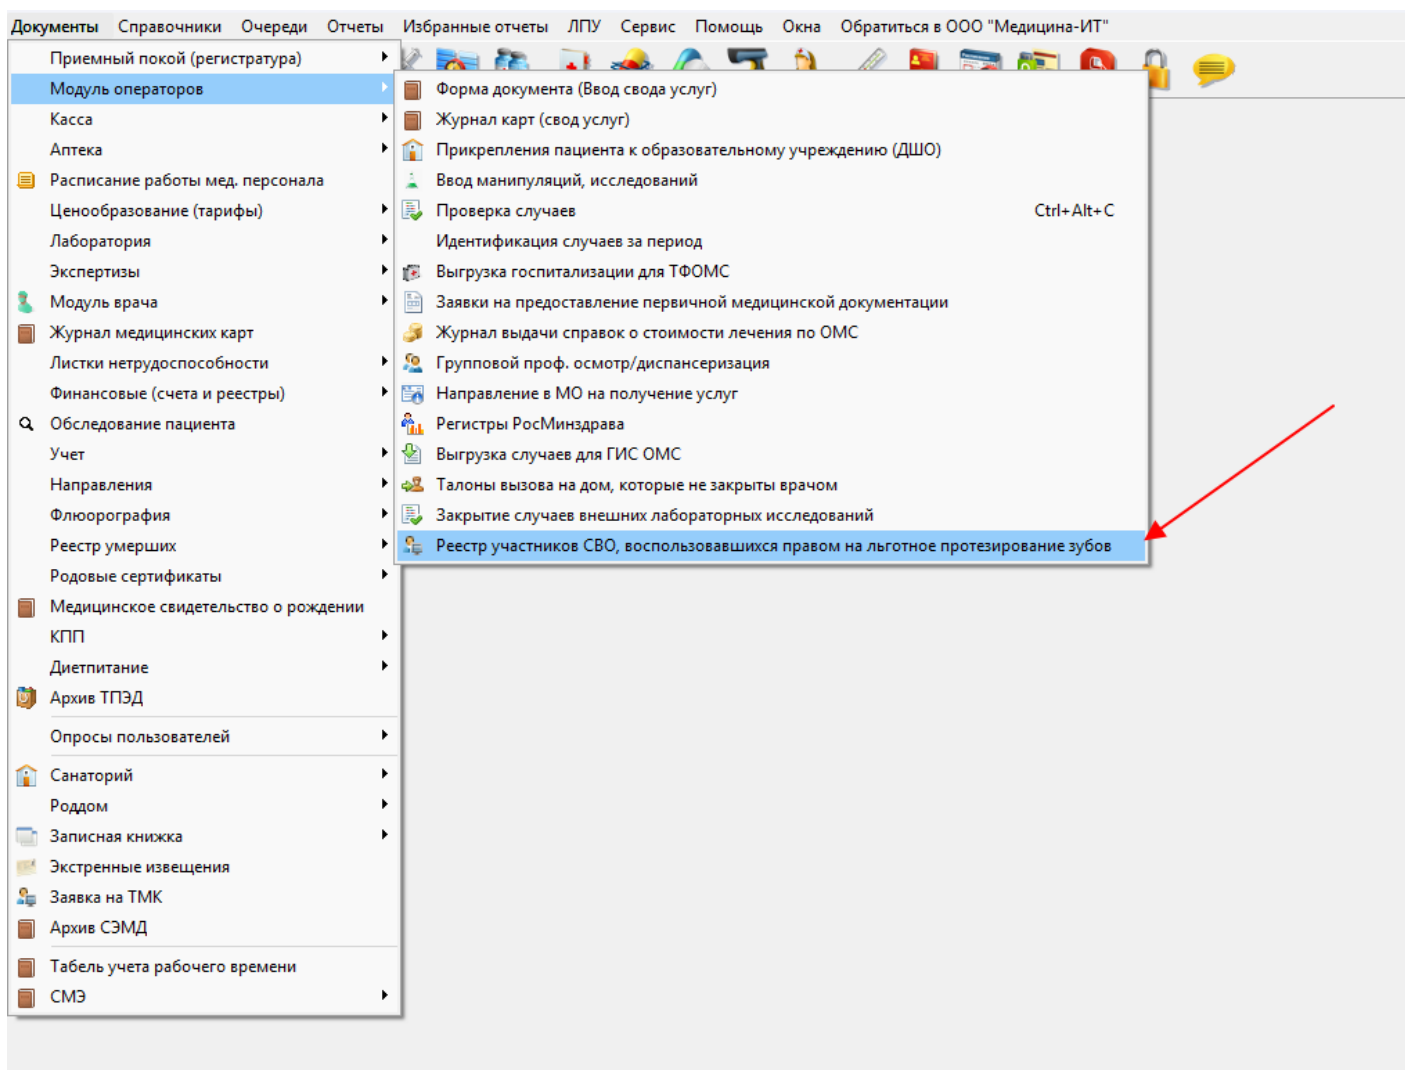 Документы Справочники Очереди Отчеты Избранные отчеты ЛПУ Сервис Помощь Окна Обратиться в ООО "Медицина-ИТ"
Приемный покой (регистратура)
Модуль операторов
Касса
Аптека
Расписание работы мед. персонала
Ценообразование (тарифы)
Лаборатория
Экспертизы
Модуль врача
Журнал медицинских карт
Листки нетрудоспособности
Финансовые (счета и реестры)
Обследование пациента
Учет
Направления
Флюорография
Реестр умерших
Родовые сертификаты
Медицинское свидетельство о рождении
КПП
Диетпитание
Архив ТПЭД
Опросы пользователей
Санаторий
Роддом
Записная книжка
Экстренные извещения
Заявка на ТМК
Архив СЭМД
Табель учета рабочего времени
СМЭ
Форма документа (Ввод свода услуг)
Журнал карт (свод услуг)
Прикрепления пациента к образовательному учреждению (ДШО)
Ввод манипуляций, исследований
Проверка случаев Ctrl+Alt+C
Идентификация случаев за период
Выгрузка госпитализации для ТФОМС
Заявки на предоставление первичной медицинской документации
Журнал выдачи справок о стоимости лечения по ОМС
Групповой проф. осмотр/диспансеризация
Направление в МО на получение услуг
Регистры РосМинздрава
Выгрузка случаев для ГИС ОМС
Талоны вызова на дом, которые не закрыты врачом
Закрытие случаев внешних лабораторных исследований
Реестр участников СВО, воспользовавшихся правом на льготное протезирование зубов